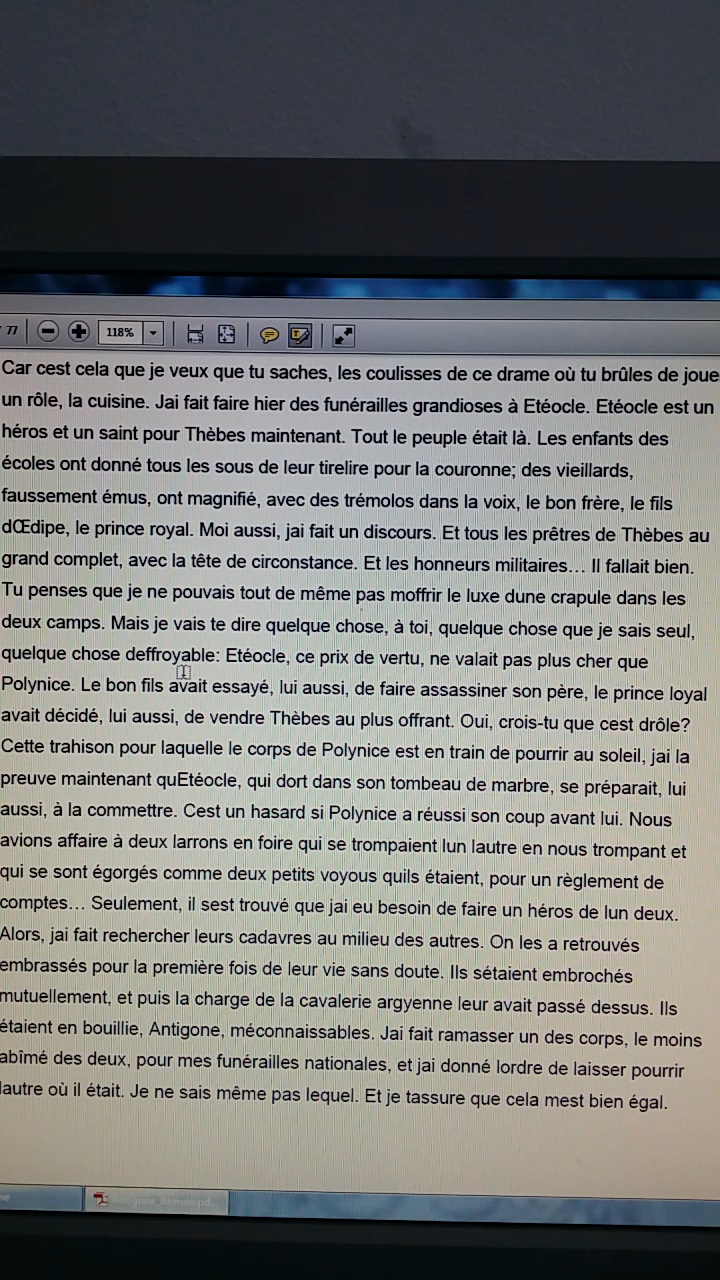 77
118%
Car cest cela que je veux que tu saches, les coulisses de ce drame où tu brûles de joue
un rôle, la cuisine. Jai fait faire hier des funérailles grandioses à Etéocle. Etéocle est un
héros et un saint pour Thèbes maintenant. Tout le peuple était là. Les enfants des
écoles ont donné tous les sous de leur tirelire pour la couronne; des vieillards,
faussement émus, ont magnifié, avec des trémolos dans la voix, le bon frère, le fils
dŒdipe, le prince royal. Moi aussi, jai fait un discours. Et tous les prêtres de Thèbes au
grand complet, avec la tête de circonstance. Et les honneurs militaires… Il fallait bien.
Tu penses que je ne pouvais tout de même pas moffrir le luxe dune crapule dans les
deux camps. Mais je vais te dire quelque chose, à toi, quelque chose que je sais seul,
quelque chose deffroyable: Etéocle, ce prix de vertu, ne valait pas plus cher que
Polynice. Le bon fils avait essayé, lui aussi, de faire assassiner son père, le prince loyal
avait décidé, lui aussi, de vendre Thèbes au plus offrant. Oui, crois-tu que cest drôle?
Cette trahison pour laquelle le corps de Polynice est en train de pourrir au soleil, jai la
preuve maintenant quEtéocle, qui dort dans son tombeau de marbre, se préparait, lui
aussi, à la commettre. Cest un hasard si Polynice a réussi son coup avant lui. Nous
avions affaire à deux larrons en foire qui se trompaient lun lautre en nous trompant et
qui se sont égorgés comme deux petits voyous quils étaient, pour un règlement de
comptes… Seulement, il sest trouvé que jai eu besoin de faire un héros de lun deux.
Alors, jai fait rechercher leurs cadavres au milieu des autres. On les a retrouvés
embrassés pour la première fois de leur vie sans doute. Ils sétaient embrochés
mutuellement, et puis la charge de la cavalerie argyenne leur avait passé dessus. Ils
étaient en bouillie, Antigone, méconnaissables. Jai fait ramasser un des corps, le moins
abîmé des deux, pour mes funérailles nationales, et jai donné lordre de laisser pourrir
lautre où il était. Je ne sais même pas lequel. Et je tassure que cela mest bien égal.